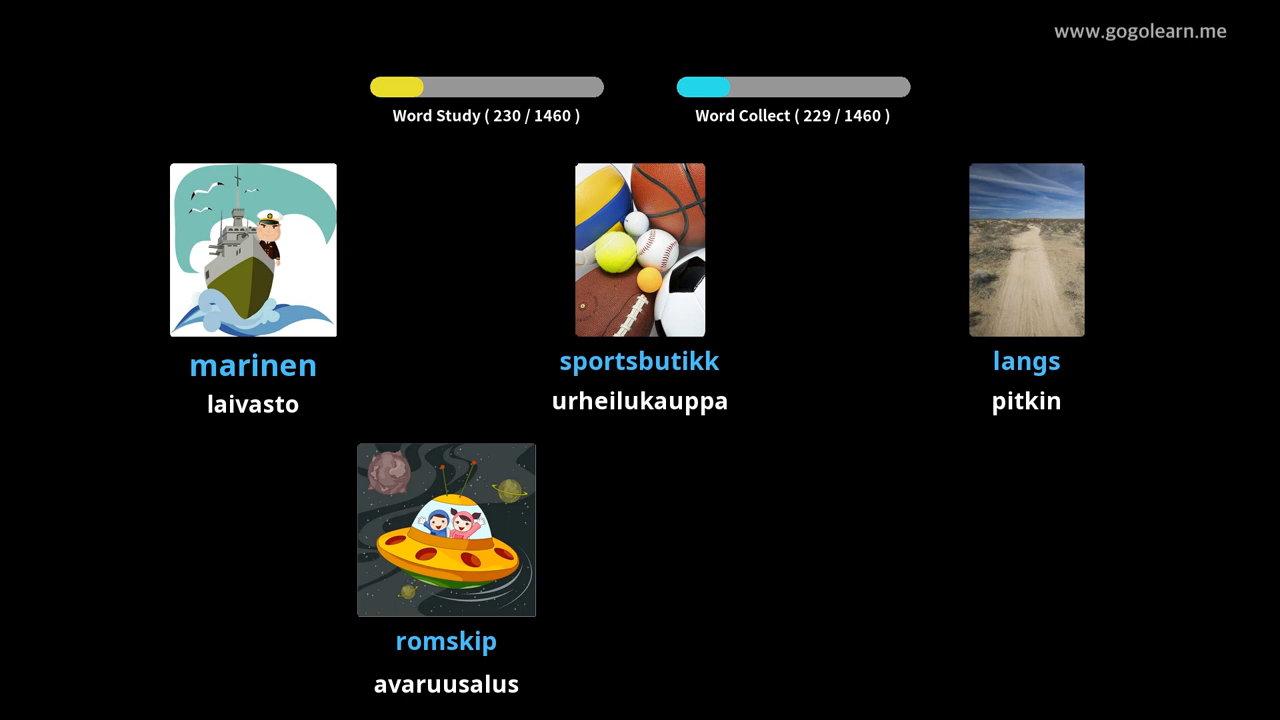 www.gogolearn.me
Word Study ( 230 / 1460 )
Word Collect ( 229 / 1460 )
marinen
laivasto
sportsbutikk
urheilukauppa
langs
pitkin
romskip
avaruusalus